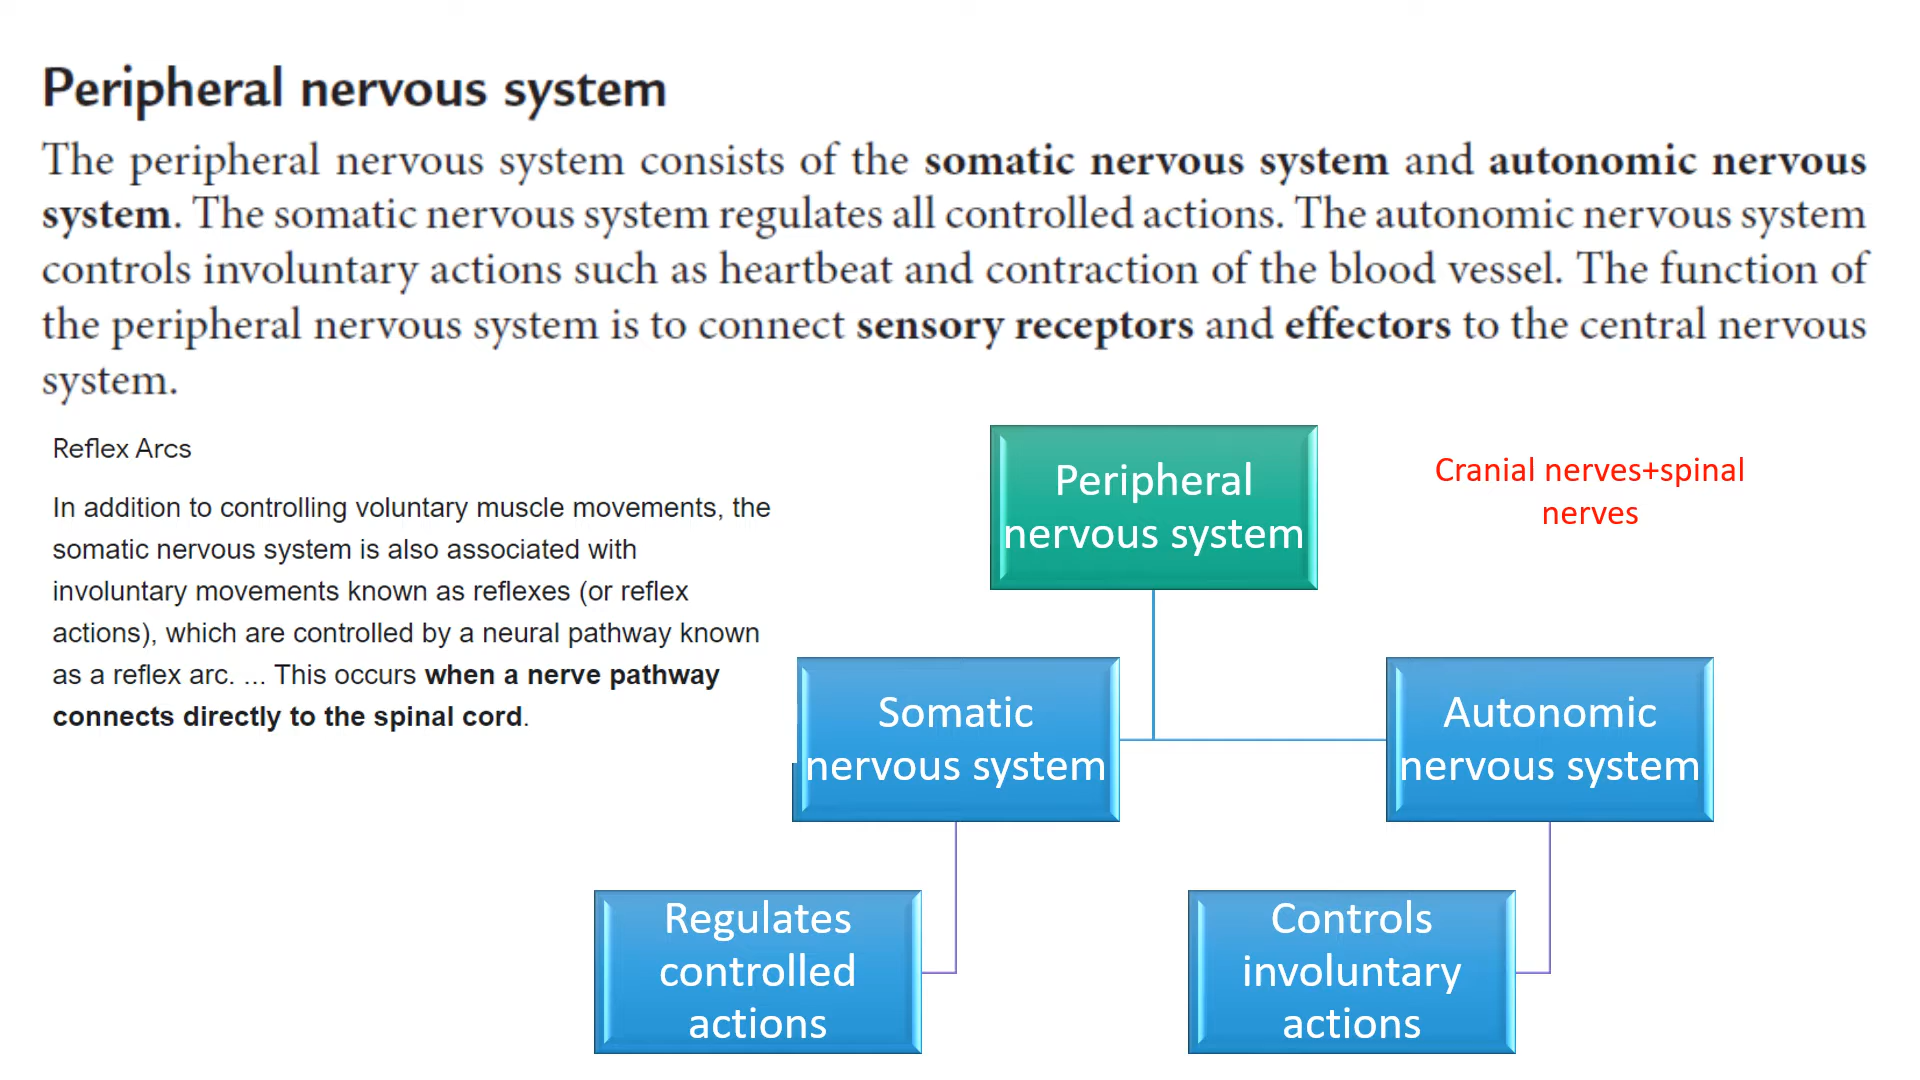 Peripheral nervous system
The peripheral nervous system consists of the somatic nervous system and autonomic nervous
system. The somatic nervous system regulates all controlled actions. The autonomic nervous system
controls involuntary actions such as heartbeat and contraction of the blood vessel. The function of
the peripheral nervous system is to connect sensory receptors and effectors to the central nervous
system.
Reflex Arcs
In addition to controlling voluntary muscle movements, the
somatic nervous system is also associated with
involuntary movements known as reflexes (or reflex
actions), which are controlled by a neural pathway known
as a reflex arc. ... This occurs when a nerve pathway
connects directly to the spinal cord.
Peripheral
nervous system
Cranial nerves+spinal
nerves
Somatic
nervous system
Autonomic
nervous system
Regulates
controlled
actions
Controls
involuntary
actions